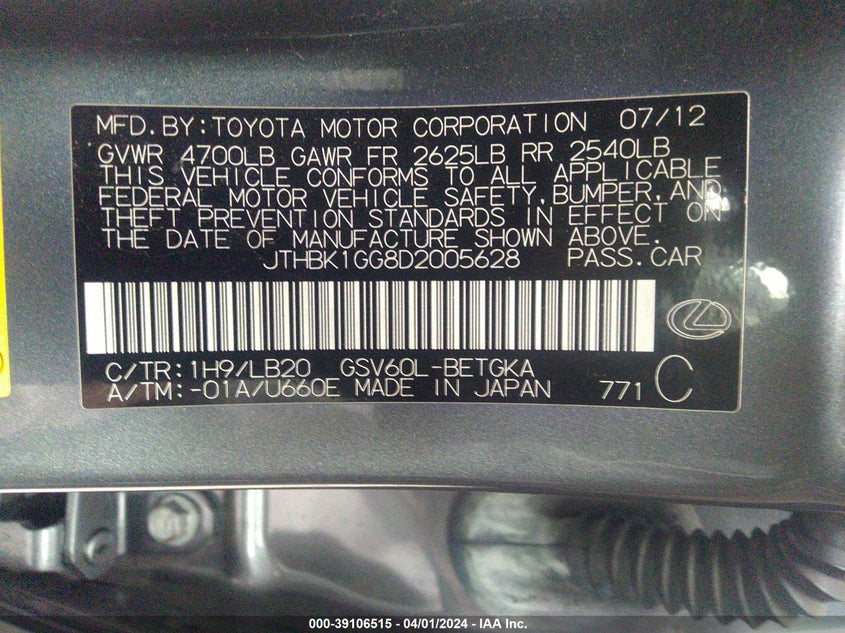 MFD. BY: TOYOTA MOTOR CORPORATION 07/12
GVWR 4700LB GAWR FR 2625LB RR 2540LB
THIS VEHICLE CONFORMS TO ALL APPLICABLE
FEDERAL MOTOR VEHICLE SAFETY, BUMPER, AND
THEFT PREVENTION STANDARDS IN EFFECT ON
THE DATE OF MANUFACTURE SHOWN ABOVE.
JTHBK1GG8D2005628 PASS. CAR
C/TR: 1H9/LB20 GSV60L-BETGKA
A/TM: -01A/U660E MADE IN JAPAN 771 C
000-39106515 - 04/01/2024 - IAA Inc.